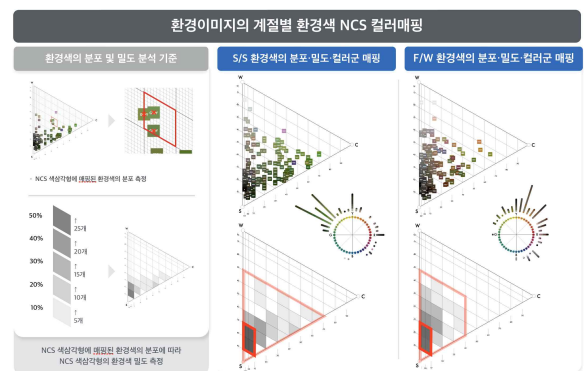 환경이미지의 계절별 환경색 NCS 컬러매핑
환경색의 분포 및 밀도 분석 기준
S/S 환경색의 분포·밀도·컬러군 매핑
F/W 환경색의 분포·밀도·컬러군 매핑
- NCS 색삼각형에 매핑된 환경색의 분포 측정
50%
↑
25개
40%
↑
20개
30%
↑
15개
20%
↑
10개
10%
↑
5개
NCS 색삼각형에 매핑된 환경색의 분포에 따라
NCS 색삼각형의 환경색 밀도 측정
W
C
S
W
C
S
W
C
S
W
C
S